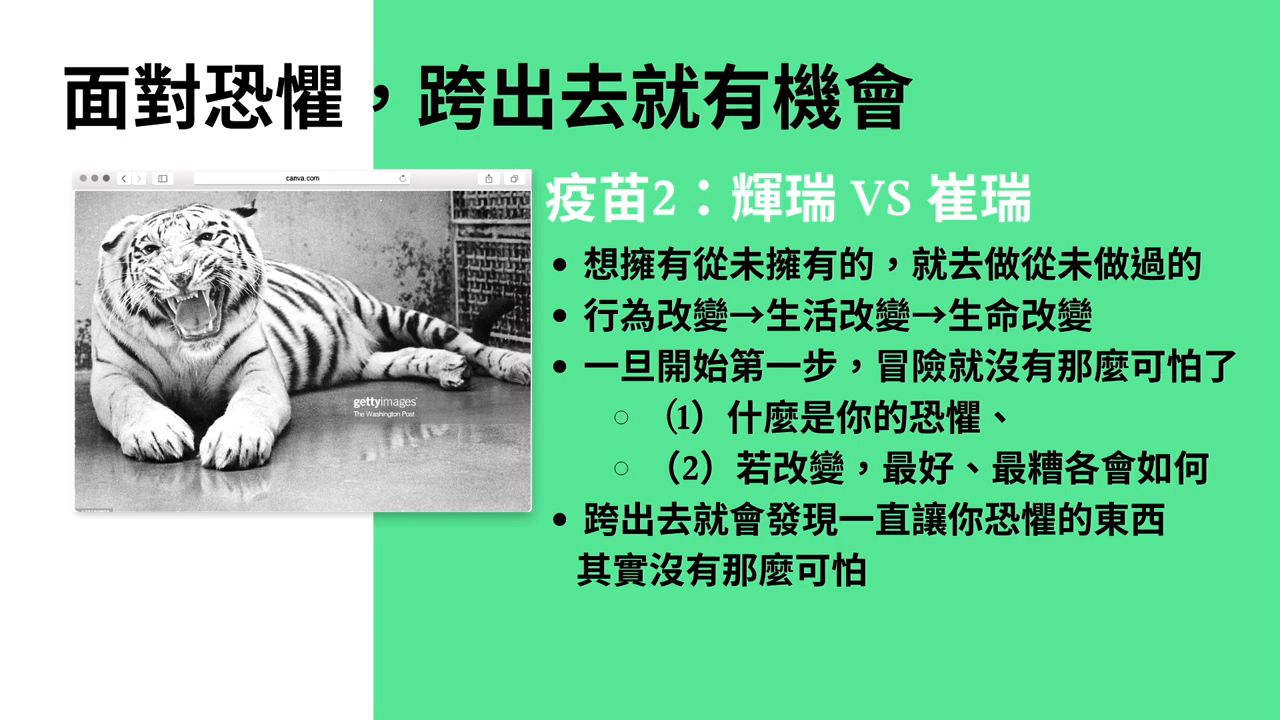 面對恐懼，跨出去就有機會
canva.com
疫苗2：輝瑞 VS 崔瑞
• 想擁有從未擁有的，就去做從未做過的
• 行為改變→生活改變→生命改變
• 一旦開始第一步，冒險就沒有那麼可怕了
○ （1）什麼是你的恐懼、
○ （2）若改變，最好、最糟各會如何
• 跨出去就會發現一直讓你恐懼的東西
其實沒有那麼可怕
gettyimages®
The Washington Post